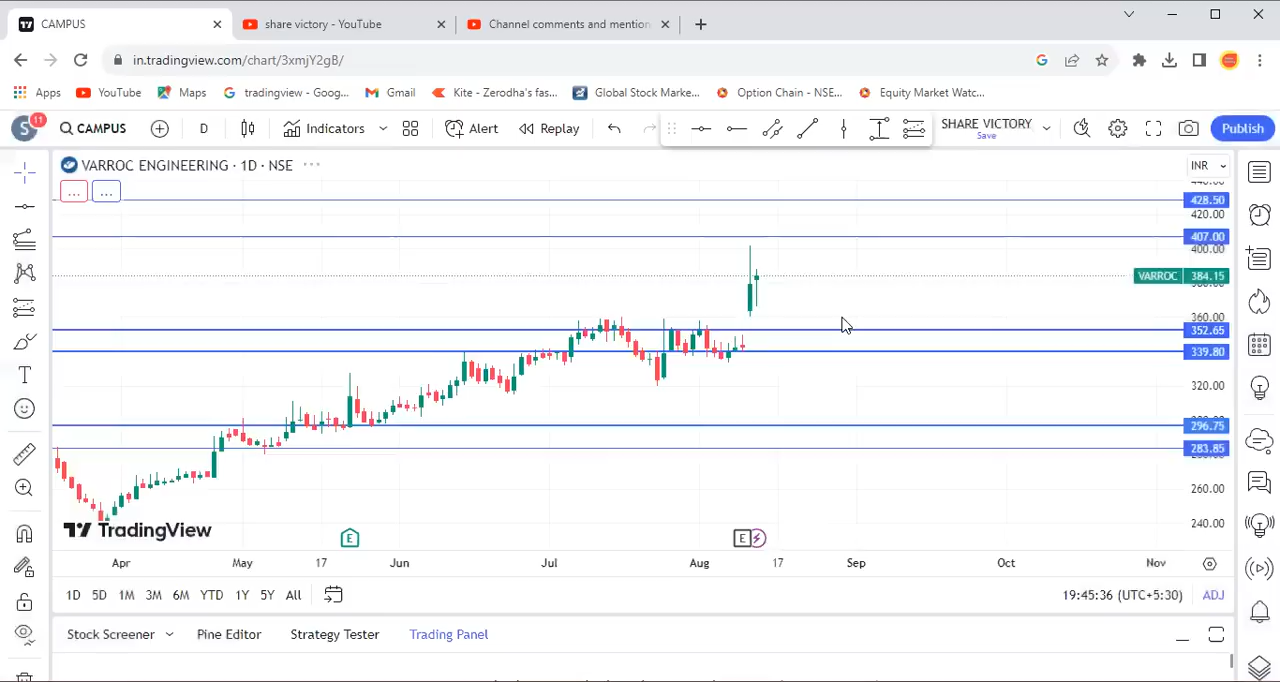 CAMPUS
share victory - YouTube
Channel comments and mention
in.tradingview.com/chart/3xmjY2gB/
Apps
YouTube
Maps
tradingview - Goog...
Gmail
Kite - Zerodha's fas...
Global Stock Marke...
Option Chain - NSE...
Equity Market Watc...
S
11
CAMPUS
D
Indicators
Alert
Replay
SHARE VICTORY
Save
Publish
VARROC ENGINEERING · 1D · NSE ···
INR
...
...
428.50
420.00
407.00
400.00
VARROC 384.15
360.00
352.65
339.80
320.00
296.75
283.85
260.00
240.00
TradingView
E
E
Apr
May
17
Jun
Jul
Aug
17
Sep
Oct
Nov
1D 5D 1M 3M 6M YTD 1Y 5Y All
19:45:36 (UTC+5:30)
ADJ
Stock Screener
Pine Editor
Strategy Tester
Trading Panel